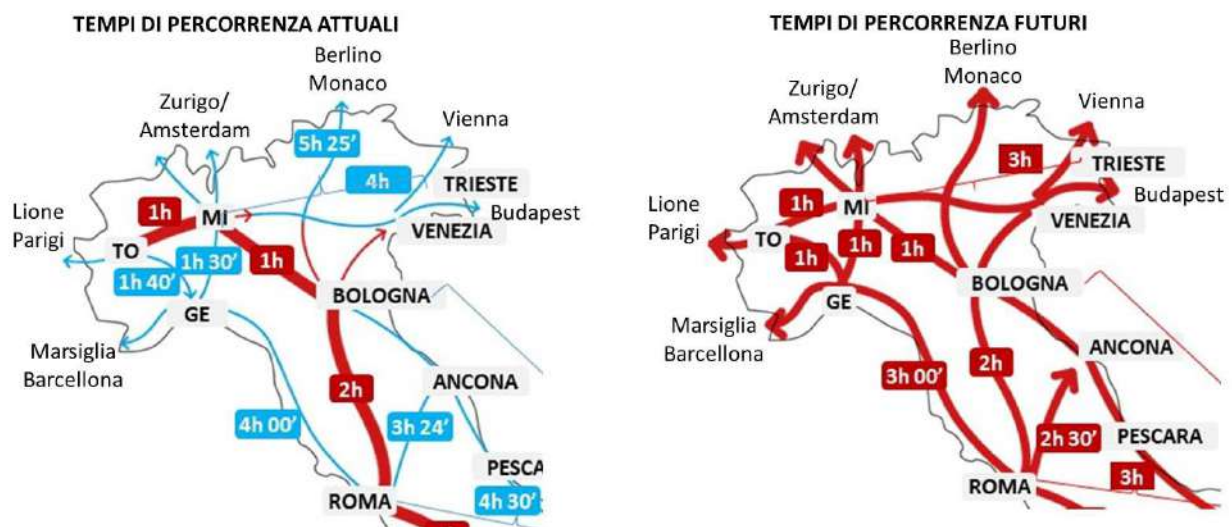 TEMPI DI PERCORRENZA ATTUALI
Berlino
Monaco
Zurigo/
Amsterdam
Vienna
5h 25’
4h
TRIESTE
Budapest
1h
MI
Lione
Parigi
TO
VENEZIA
1h 30’
1h
1h 40’
BOLOGNA
GE
Marsiglia
Barcellona
2h
ANCONA
4h 00’
3h 24’
PESCA
4h 30’
ROMA
TEMPI DI PERCORRENZA FUTURI
Berlino
Monaco
Zurigo/
Amsterdam
Vienna
3h
TRIESTE
Budapest
1h
MI
Lione
Parigi
TO
VENEZIA
1h
1h
1h
BOLOGNA
GE
Marsiglia
Barcellona
ANCONA
3h 00’
2h
2h 30’
PESCARA
3h
ROMA